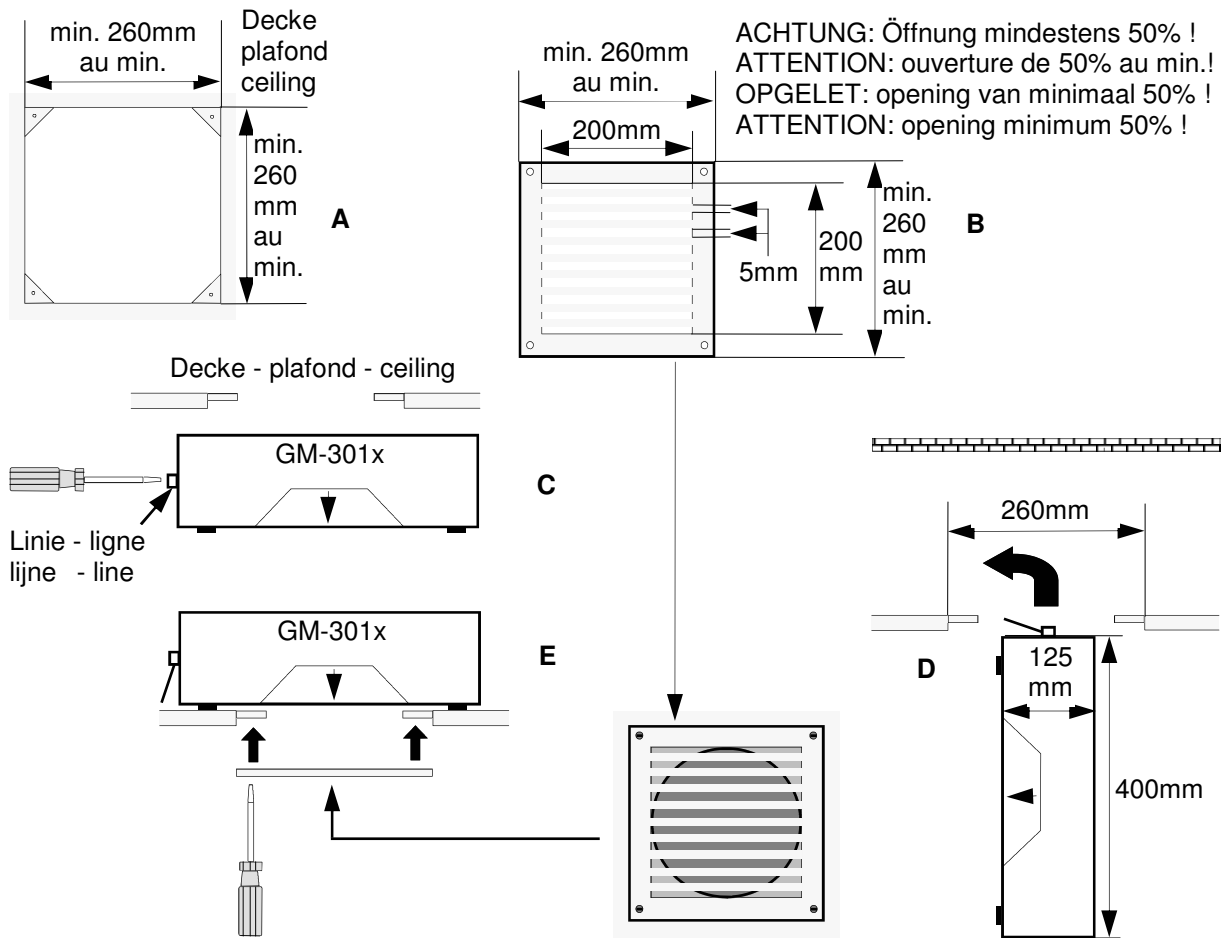 min. 260mm
au min.
Decke
plafond
ceiling
min.
260
mm
au
min.
A
min. 260mm
au min.
200mm
ACHTUNG: Öffnung mindestens 50% !
ATTENTION: ouverture de 50% au min.!
OPGELET: opening van minimaal 50% !
ATTENTION: opening minimum 50% !
5mm
200
mm
min.
260
mm
au
min.
B
Decke - plafond - ceiling
GM-301x
C
Linie - ligne
lijne - line
GM-301x
E
260mm
D
125
mm
400mm